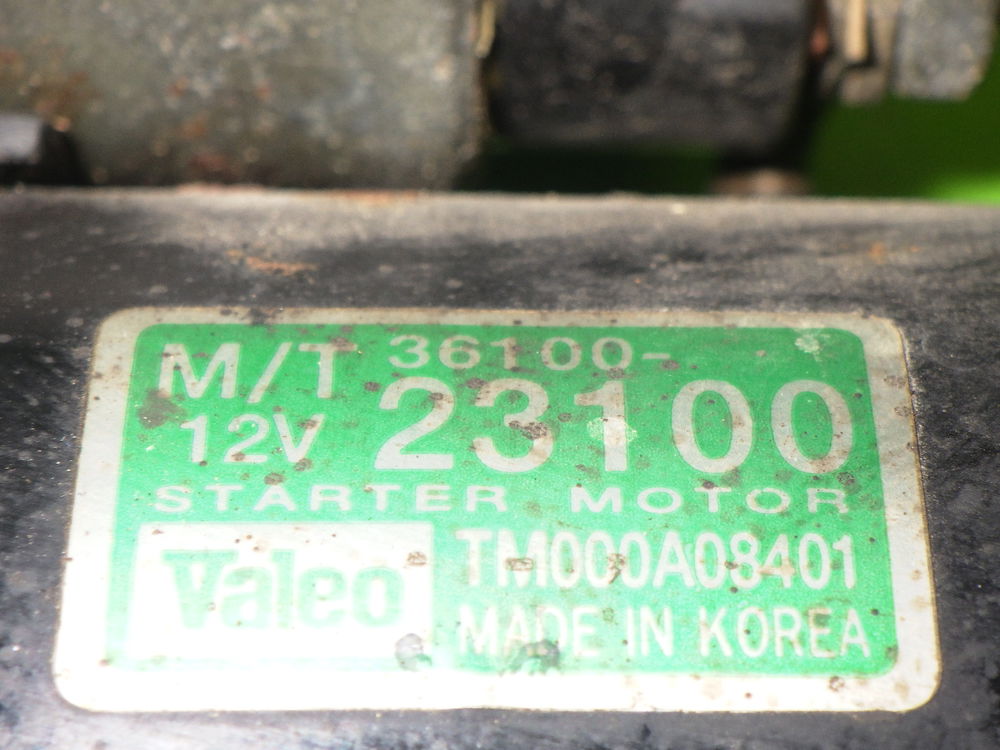 M/T 36100-
12V 23100
STARTER MOTOR
Valeo TM000A08401
MADE IN KOREA